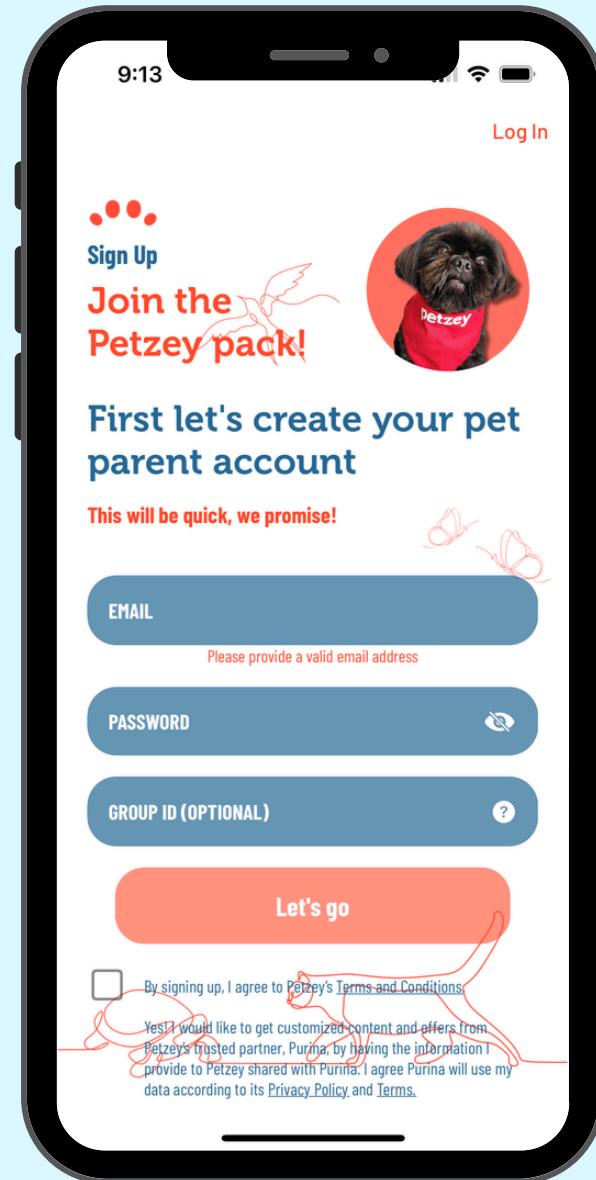 9:13
Log In
Sign Up
Join the
Petzey pack!
petzey
First let's create your pet
parent account
This will be quick, we promise!
EMAIL
Please provide a valid email address
PASSWORD
GROUP ID (OPTIONAL)
?
Let's go
By signing up, I agree to Petzey's Terms and Conditions.
Yes! I would like to get customized content and offers from
Petzey's trusted partner, Purina, by having the information I
provide to Petzey shared with Purina. I agree Purina will use my
data according to its Privacy Policy and Terms.